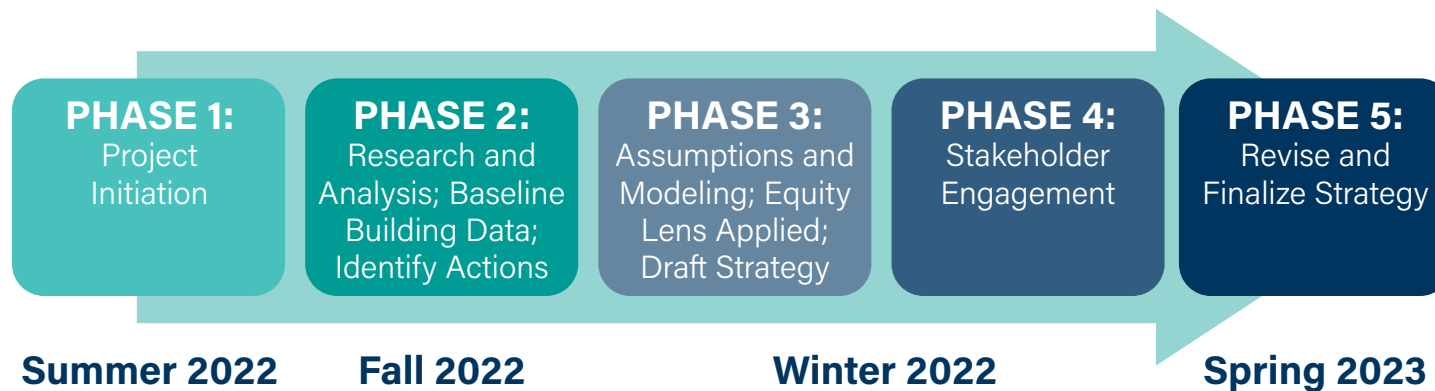 PHASE 1:
Project
Initiation
PHASE 2:
Research and
Analysis; Baseline
Building Data;
Identify Actions
PHASE 3:
Assumptions and
Modeling; Equity
Lens Applied;
Draft Strategy
PHASE 4:
Stakeholder
Engagement
PHASE 5:
Revise and
Finalize Strategy
Summer 2022
Fall 2022
Winter 2022
Spring 2023